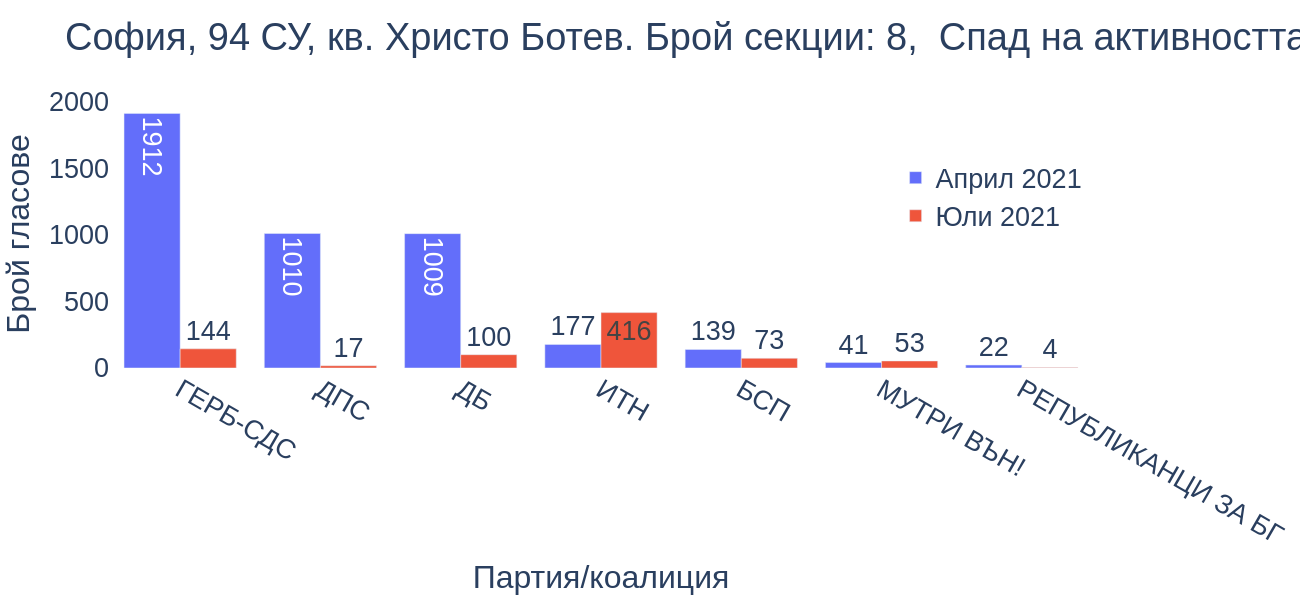 София, 94 СУ, кв. Христо Ботев. Брой секции: 8, Спад на активността
Брой гласове
2000
1500
1000
500
0
1912
144
1010
17
1009
100
177
416
139
73
41
53
22
4
Април 2021
Юли 2021
ГЕРБ-СДС
ДПС
ДБ
ИТН
БСП
МУТРИ ВЪН!
РЕПУБЛИКАНЦИ ЗА БГ
Партия/коалиция